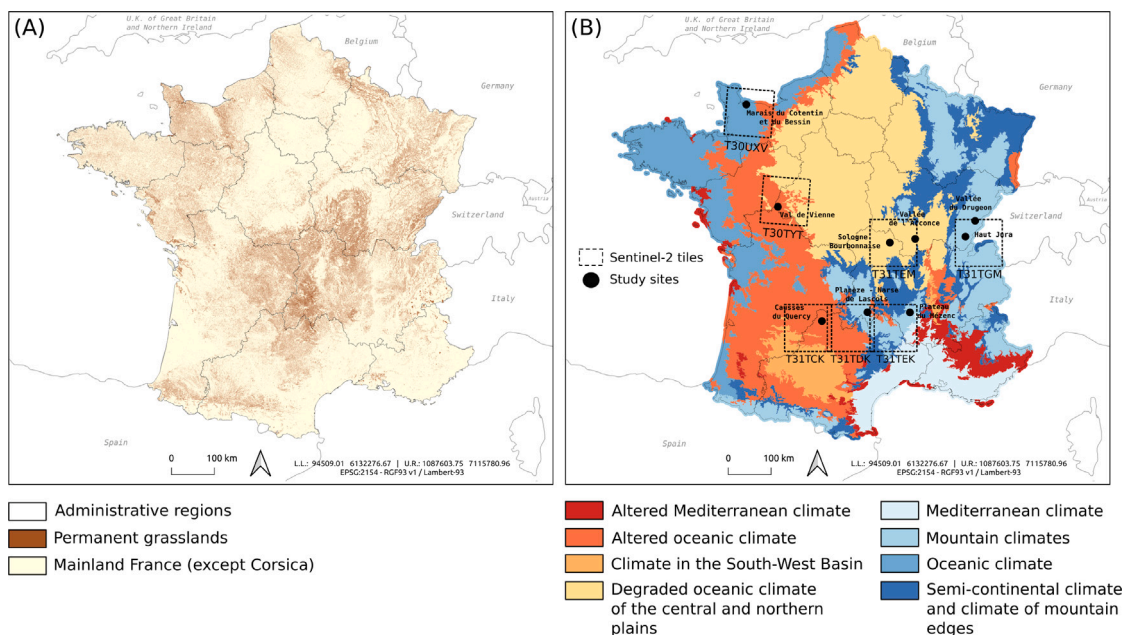 (A)
U.K. of Great Britain
and Northern Ireland
Belgium
Germany
Austria
Switzerland
Italy
Spain
0 100 km
L.L.: 94509.01 6132276.67 | U.R.: 1087603.75 7115780.96
EPSG:2154 - RGF93 v1 / Lambert-93
Administrative regions
Permanent grasslands
Mainland France (except Corsica)
(B)
U.K. of Great Britain
and Northern Ireland
Belgium
Germany
Marais du Cotentin
et du Bessin
T30UXV
Val de Vienne
T30TYT
Vallée
du Drugeon
Switzerland
Austria
Vallée
de l'Arconce
Sologne
Bourbonnaise
Haut Jura
T31TEM
T31TGM
Sentinel-2 tiles
Study sites
Planèze - Narse
de Lascols
Italy
Causses
du Quercy
Plateau
du Mézenc
T31TCK
T31TDK
T31TEK
Spain
0 100 km
L.L.: 94509.01 6132276.67 | U.R.: 1087603.75 7115780.96
EPSG:2154 - RGF93 v1 / Lambert-93
Altered Mediterranean climate
Altered oceanic climate
Climate in the South-West Basin
Degraded oceanic climate
of the central and northern
plains
Mediterranean climate
Mountain climates
Oceanic climate
Semi-continental climate
and climate of mountain
edges